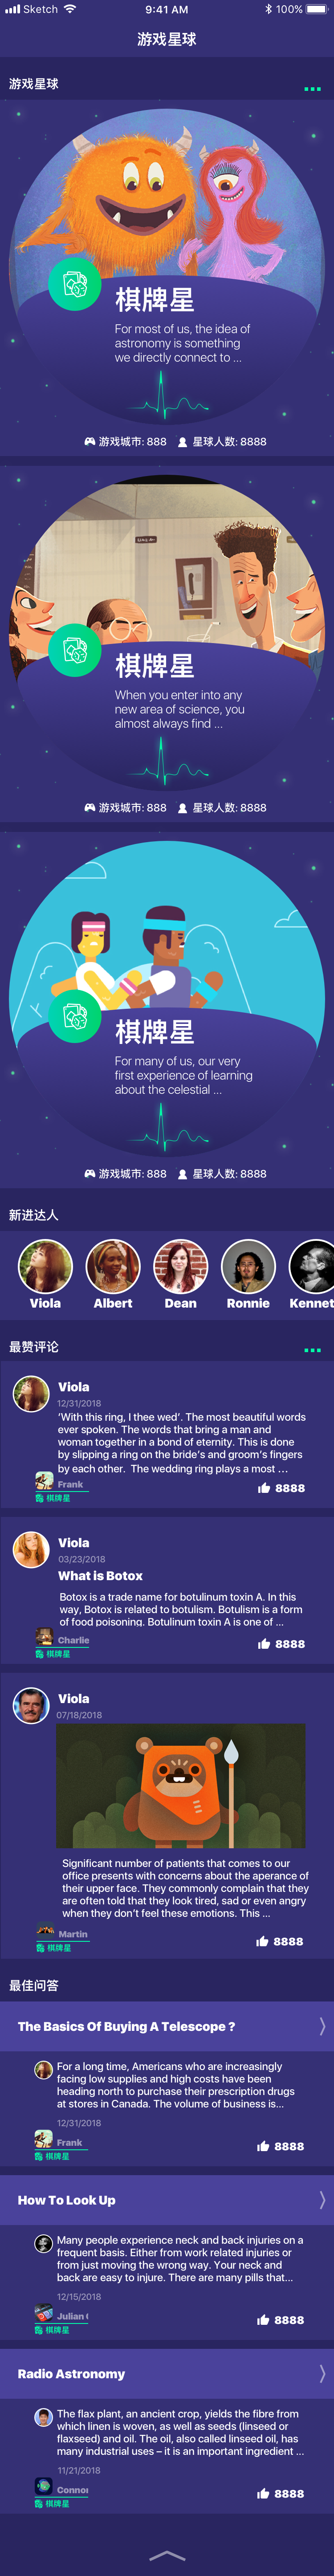 Sketch
9:41 AM
100%
游戏星球
游戏星球
棋牌星
For most of us, the idea of
astronomy is something
we directly connect to ...
游戏城市: 888 星球人数: 8888
棋牌星
When you enter into any
new area of science, you
almost always find ...
游戏城市: 888 星球人数: 8888
棋牌星
For many of us, our very
first experience of learning
about the celestial ...
游戏城市: 888 星球人数: 8888
新进达人
Viola Albert Dean Ronnie Kennet
最赞评论
Viola
12/31/2018
‘With this ring, I thee wed’. The most beautiful words
ever spoken. The words that bring a man and
woman together in a bond of eternity. This is done
by slipping a ring on the bride’s and groom’s fingers
by each other.  The wedding ring plays a most ...
Frank
棋牌星
8888
Viola
03/23/2018
What is Botox
Botox is a trade name for botulinum toxin A. In this
way, Botox is related to botulism. Botulism is a form
of food poisoning. Botulinum toxin A is one of ...
Charlie
棋牌星
8888
Viola
07/18/2018
Significant number of patients that comes to our
office presents with concerns about the aperance of
their upper face. They commonly complain that they
are often told that they look tired, sad or even angry
when they don’t feel these emotions. This ...
Martin
棋牌星
8888
最佳问答
The Basics Of Buying A Telescope ?
For a long time, Americans who are increasingly
facing low supplies and high costs have been
heading north to purchase their prescription drugs
at stores in Canada. The volume of business is...
12/31/2018
Frank
棋牌星
8888
How To Look Up
Many people experience neck and back injuries on a
frequent basis. Either from work related injuries or
from just moving the wrong way. Your neck and
back are easy to injure. There are many pills that...
12/15/2018
Julian
棋牌星
8888
Radio Astronomy
The flax plant, an ancient crop, yields the fibre from
which linen is woven, as well as seeds (linseed or
flaxseed) and oil. The oil, also called linseed oil, has
many industrial uses – it is an important ingredient ...
11/21/2018
Connor
棋牌星
8888